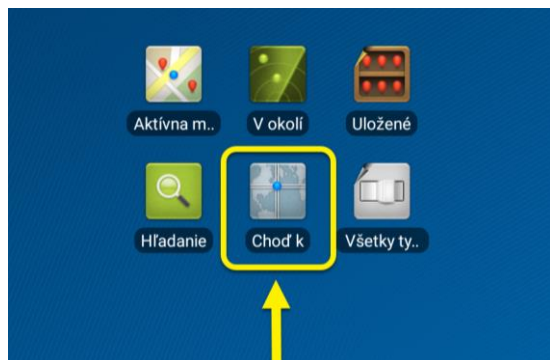 Aktívna m..
V okolí
Uložené
Hľadanie
Choď k
Všetky ty..